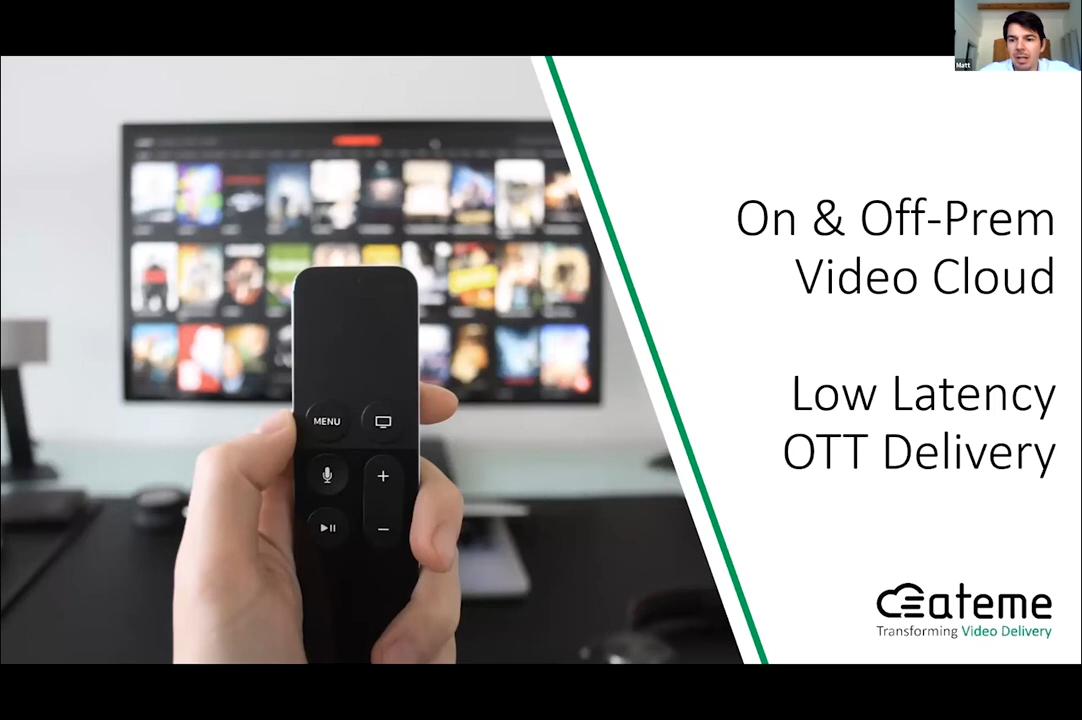 Matt
On & Off-Prem
Video Cloud
Low Latency
OTT Delivery
MENU
ateme
Transforming Video Delivery